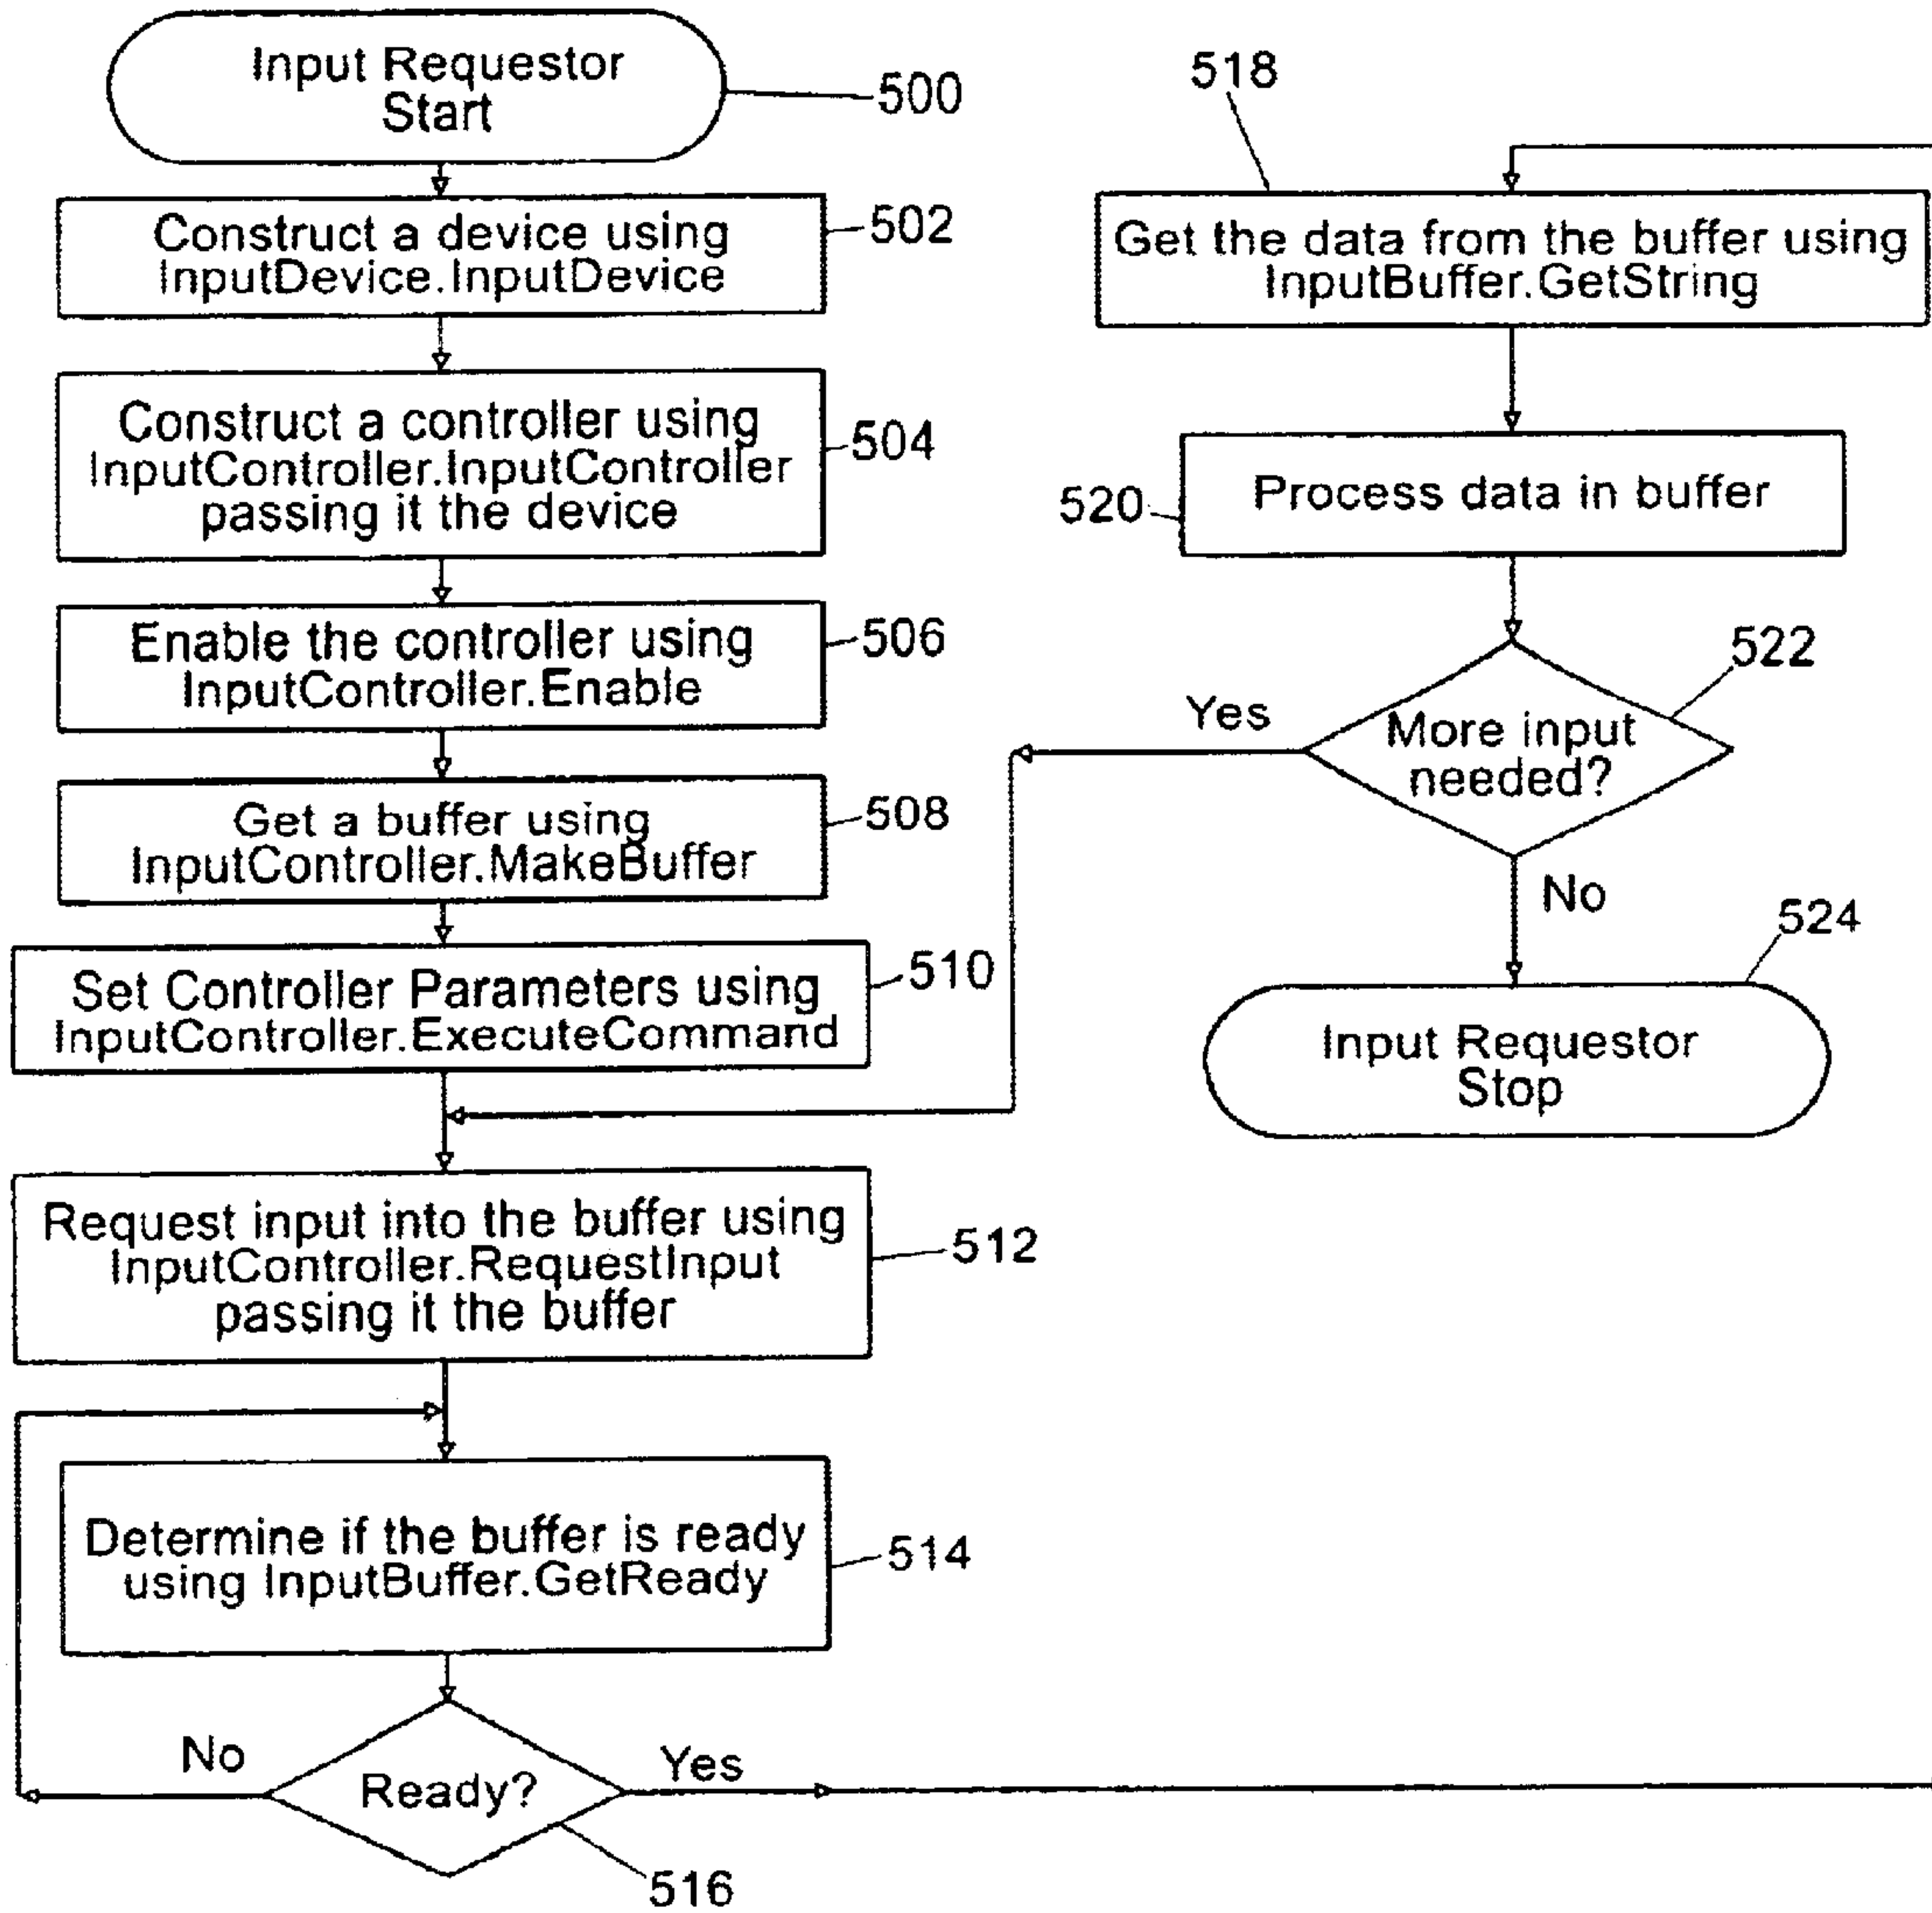 Input Requestor
Start
500
Construct a device using
InputDevice.InputDevice
502
Construct a controller using
InputController.InputController
passing it the device
504
Enable the controller using
InputController.Enable
506
Get a buffer using
InputController.MakeBuffer
508
Set Controller Parameters using
InputController.ExecuteCommand
510
Request input into the buffer using
InputController.RequestInput
passing it the buffer
512
Determine if the buffer is ready
using InputBuffer.GetReady
514
No
Ready?
Yes
516
518
Get the data from the buffer using
InputBuffer.GetString
Process data in buffer
520
522
Yes
More input
needed?
No
524
Input Requestor
Stop